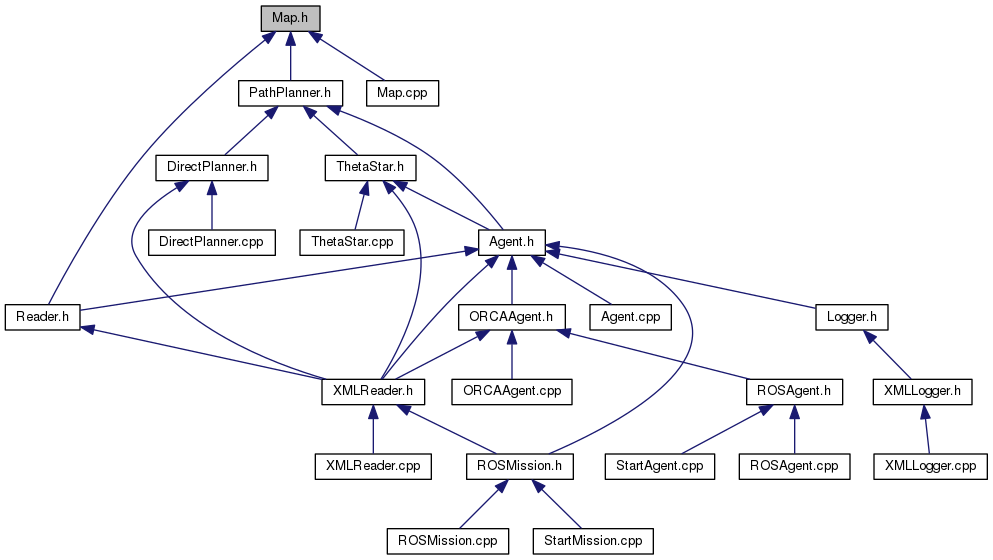 Map.h
PathPlanner.h
Map.cpp
DirectPlanner.h
ThetaStar.h
DirectPlanner.cpp
ThetaStar.cpp
Agent.h
Reader.h
ORCAAgent.h
Agent.cpp
Logger.h
XMLReader.h
ORCAAgent.cpp
ROSAgent.h
XMLLogger.h
XMLReader.cpp
ROSMission.h
StartAgent.cpp
ROSAgent.cpp
XMLLogger.cpp
ROSMission.cpp
StartMission.cpp